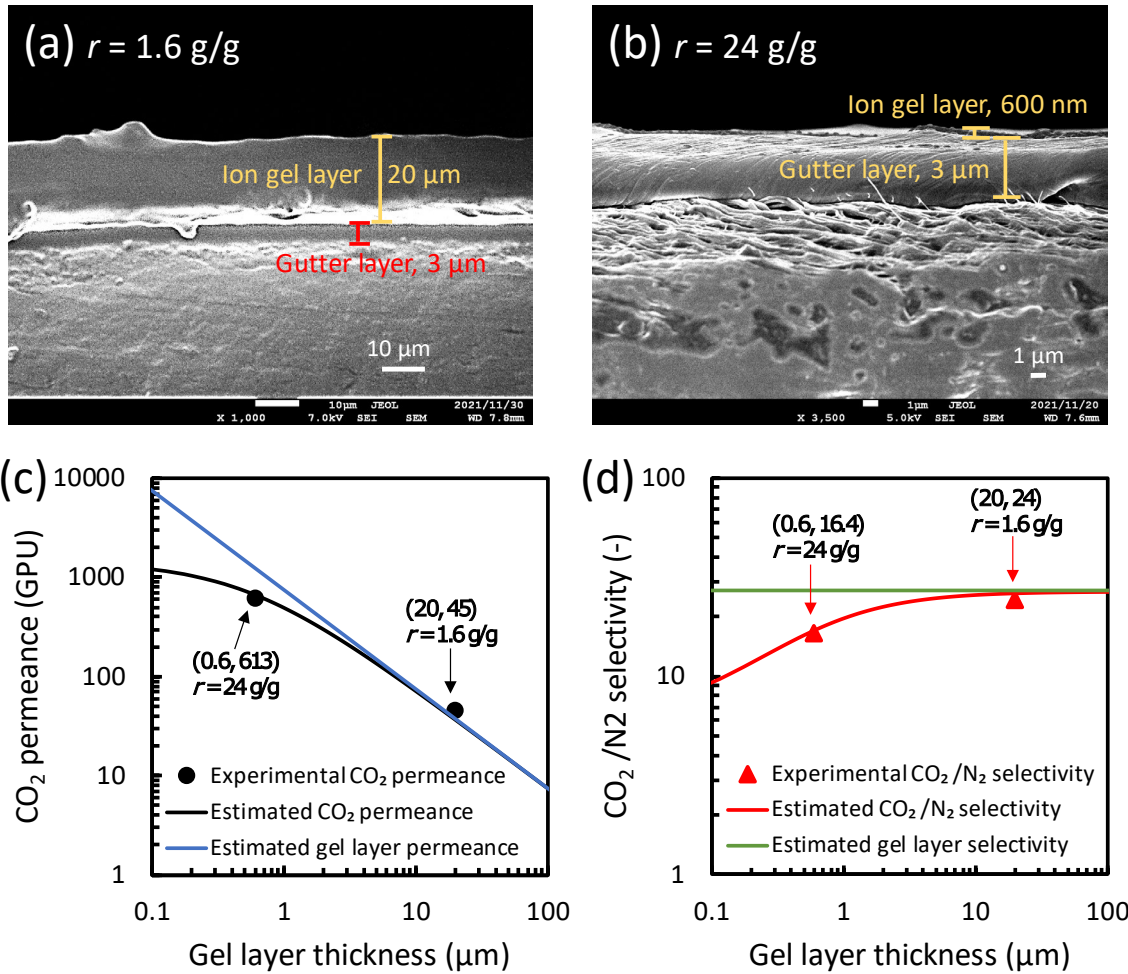 (a) r = 1.6 g/g
Ion gel layer 20 μm
Gutter layer, 3 μm
10 μm
10μm JEOL 2021/11/30
X 1,000 7.0kV SEI SEM WD 7.8mm
(b) r = 24 g/g
Ion gel layer, 600 nm
Gutter layer, 3 μm
1 μm
1μm JEOL 2021/11/20
X 3,500 5.0kV SEI SEM WD 7.6mm
(c)
CO₂ permeance (GPU)
10000
1000
100
10
1
(0.6, 613)
r = 24 g/g
(20, 45)
r = 1.6 g/g
Experimental CO₂ permeance
Estimated CO₂ permeance
Estimated gel layer permeance
0.1 1 10 100
Gel layer thickness (μm)
(d)
CO₂ /N2 selectivity (-)
100
10
1
(0.6, 16.4)
r = 24 g/g
(20, 24)
r = 1.6 g/g
Experimental CO₂ /N₂ selectivity
Estimated CO₂ /N₂ selectivity
Estimated gel layer selectivity
0.1 1 10 100
Gel layer thickness (μm)